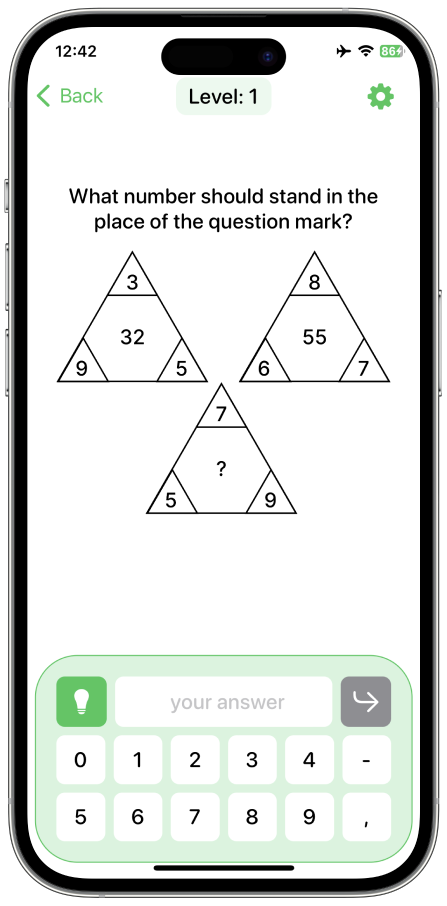 12:42
86
Back
Level: 1
What number should stand in the
place of the question mark?
3
32
9
5
8
55
6
7
7
?
5
9
your answer
0 1 2 3 4 -
5 6 7 8 9 ,